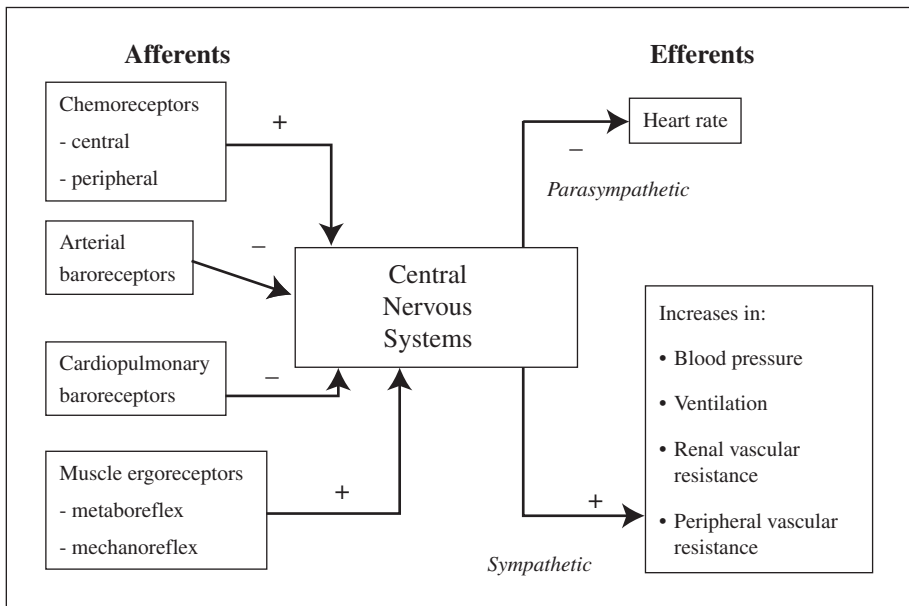 Afferents
Efferents
Chemoreceptors
- central
- peripheral
+
Heart rate
–
Parasympathetic
Arterial
baroreceptors
–
Central
Nervous
Systems
Cardiopulmonary
baroreceptors
–
Muscle ergoreceptors
- metaboreflex
- mechanoreflex
+
Increases in:
• Blood pressure
• Ventilation
• Renal vascular
resistance
• Peripheral vascular
resistance
+
Sympathetic